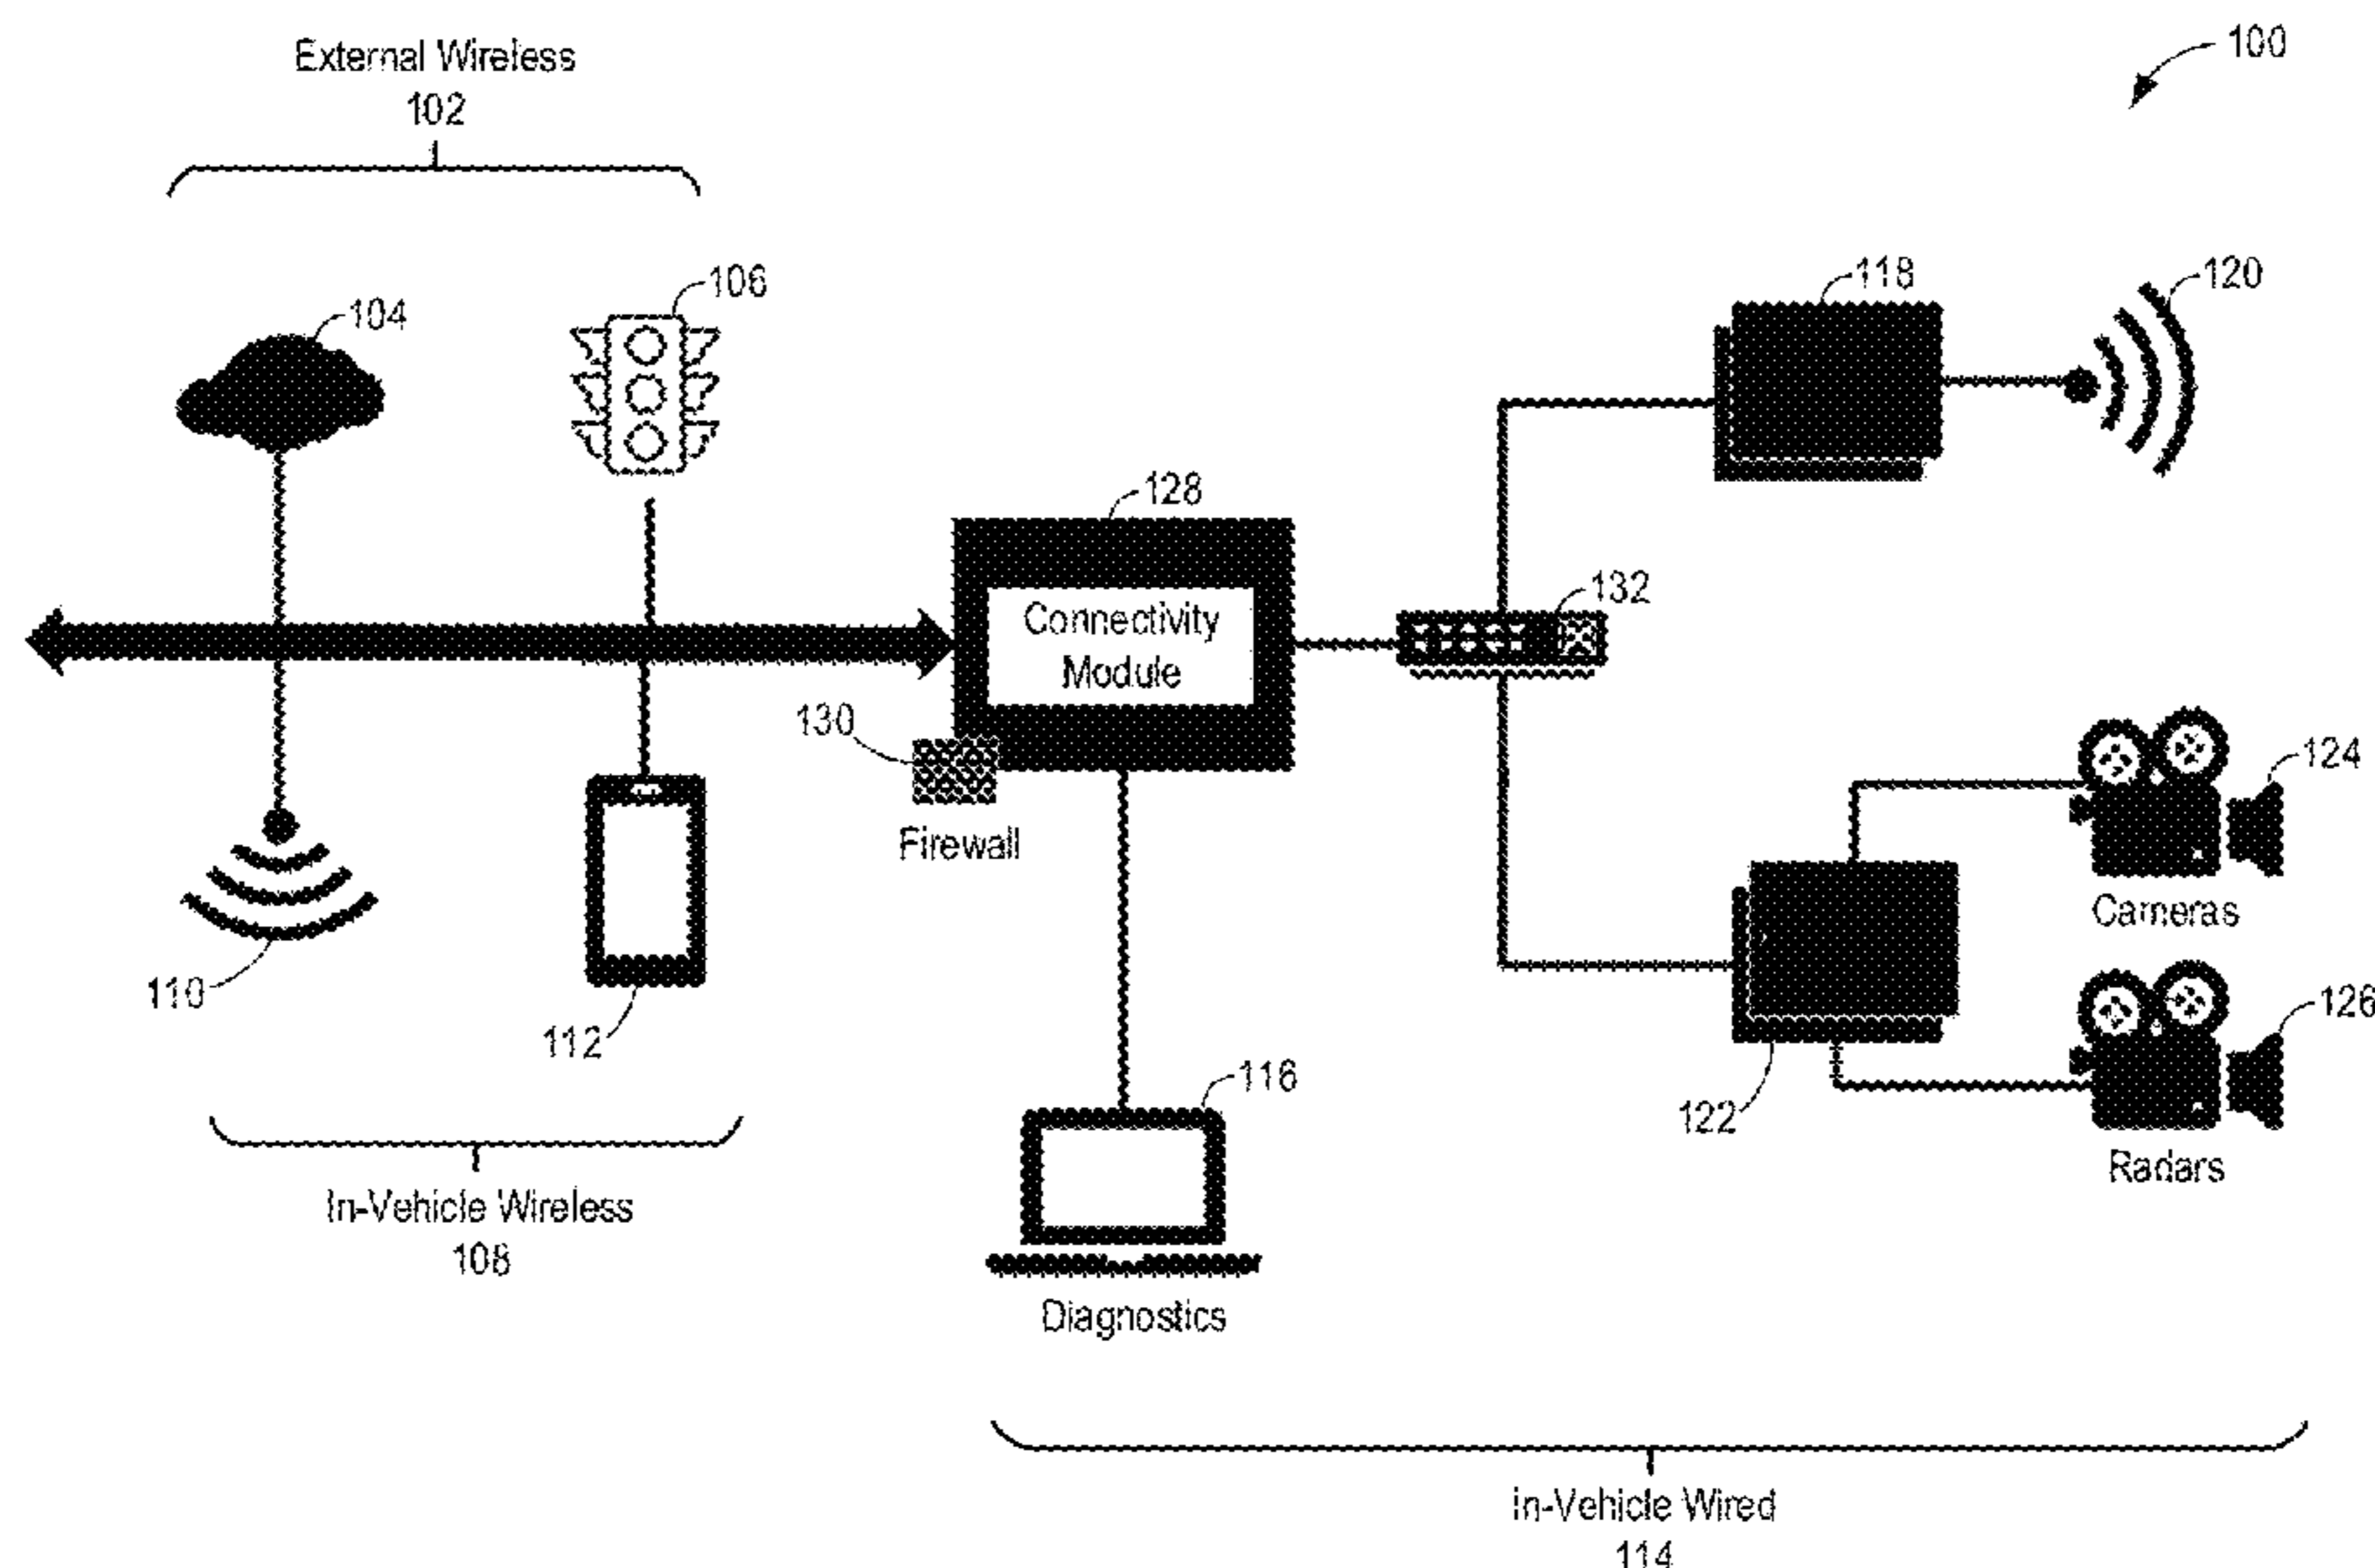 External Wireless
102
100
104
106
118
120
128
132
Connectivity
Module
130
Firewall
124
Cameras
110
112
116
122
126
Radars
In-Vehicle Wireless
108
Diagnostics
In-Vehicle Wired
114